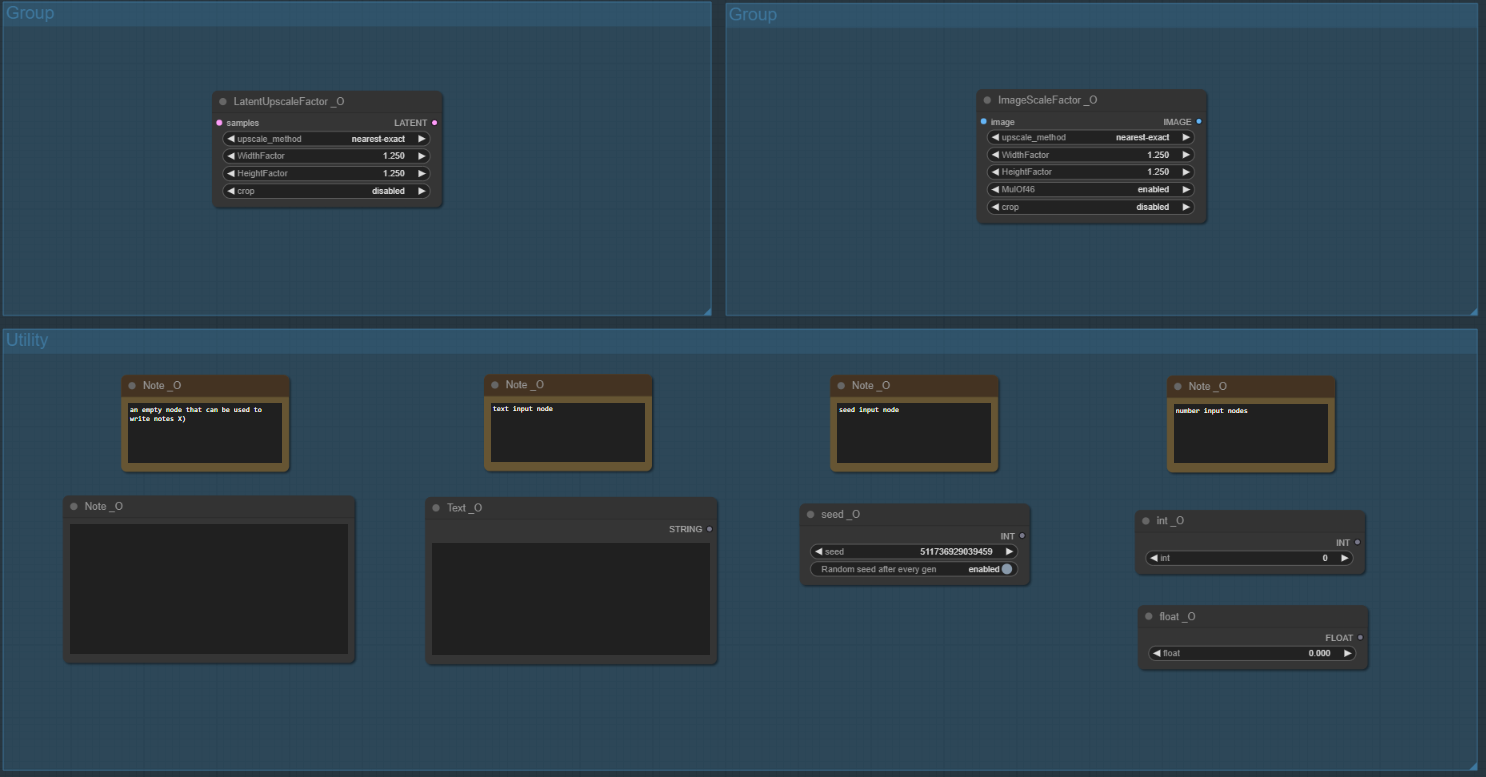 Group
LatentUpscaleFactor _O
samples LATENT
upscale_method nearest-exact
WidthFactor 1.250
HeightFactor 1.250
crop disabled
Group
ImageScaleFactor _O
image IMAGE
upscale_method nearest-exact
WidthFactor 1.250
HeightFactor 1.250
MulOf46 enabled
crop disabled
Utility
Note _O
an empty node that can be used to
write notes X)
Note _O
text input node
Note _O
seed input node
Note _O
number input nodes
Note _O
Text _O
STRING
seed _O
INT
seed 511736929039459
Random seed after every gen enabled
int _O
INT
int 0
float _O
FLOAT
float 0.000